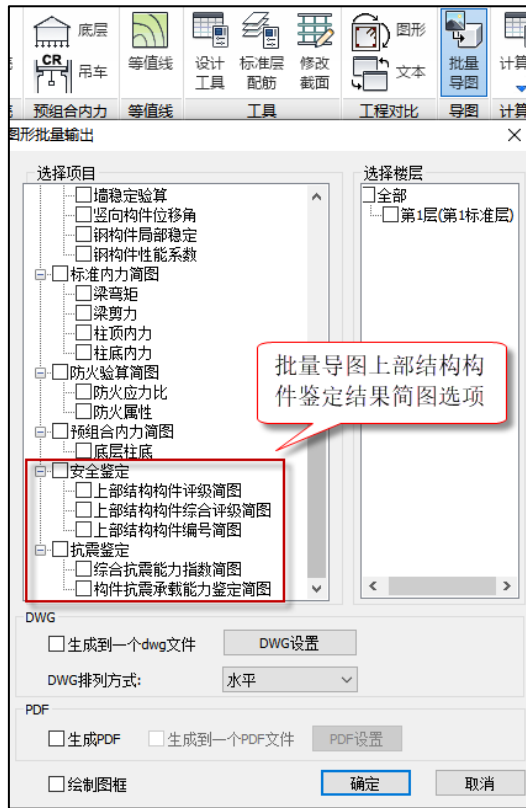 底层
吊车
等值线
设计
工具
标准层
配筋
修改
截面
图形
文本
批量
导图
计算
预组合内力
等值线
工具
工程对比
导图
计算
图形批量输出
选择项目
墙稳定验算
竖向构件位移角
钢构件局部稳定
钢构件性能系数
标准内力简图
梁弯矩
梁剪力
柱顶内力
柱底内力
防火验算简图
防火应力比
防火属性
预组合内力简图
底层柱底
安全鉴定
上部结构构件评级简图
上部结构构件综合评级简图
上部结构构件编号简图
抗震鉴定
综合抗震能力指数简图
构件抗震承载能力鉴定简图
选择楼层
全部
第1层(第1标准层)
批量导图上部结构构
件鉴定结果简图选项
DWG
生成到一个dwg文件
DWG设置
DWG排列方式:
水平
PDF
生成PDF
生成到一个PDF文件
PDF设置
绘制图框
确定
取消